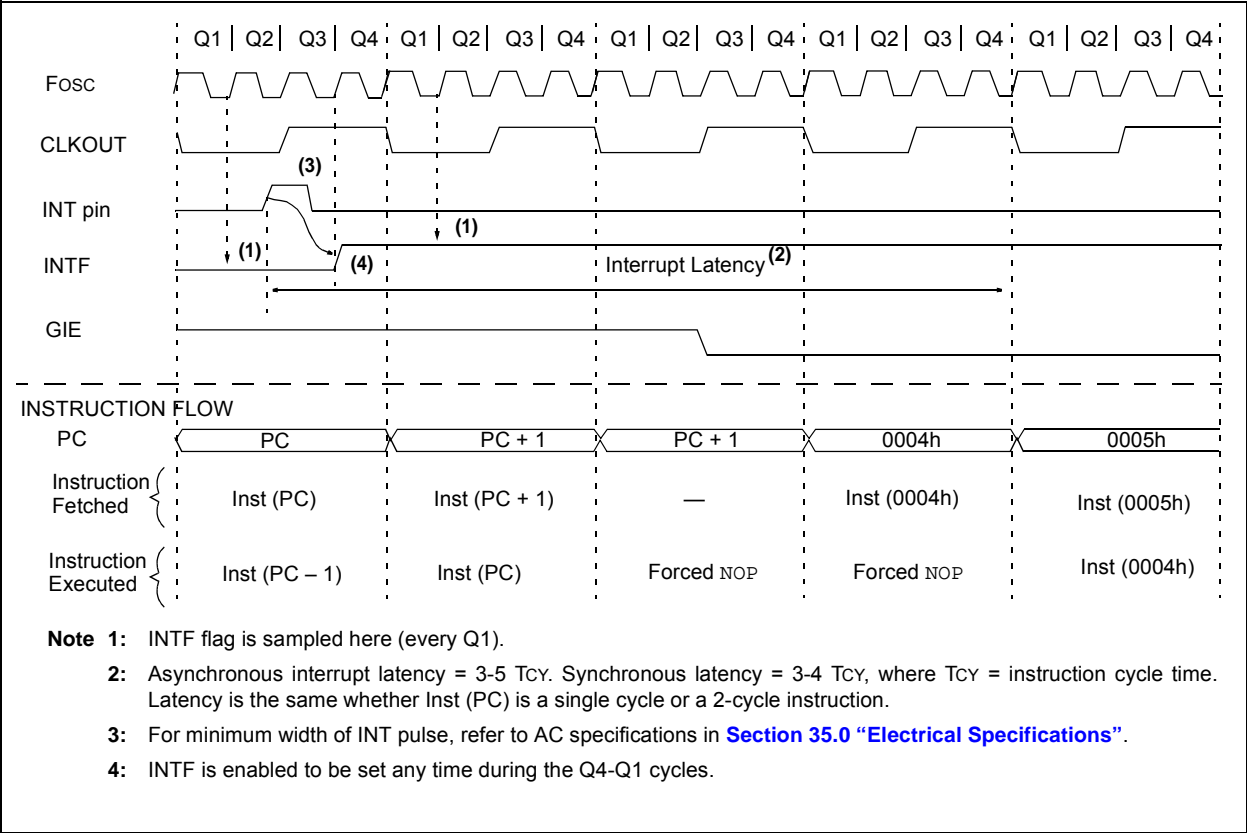 Q1 Q2 Q3 Q4 Q1 Q2 Q3 Q4 Q1 Q2 Q3 Q4 Q1 Q2 Q3 Q4 Q1 Q2 Q3 Q4
FOSC
CLKOUT
(3)
INT pin
(1)
(1)
INTF
(4)
Interrupt Latency(2)
GIE
INSTRUCTION FLOW
PC PC PC + 1 PC + 1 0004h 0005h
Instruction Fetched Inst (PC) Inst (PC + 1) — Inst (0004h) Inst (0005h)
Instruction Executed Inst (PC – 1) Inst (PC) Forced NOP Forced NOP Inst (0004h)
Note 1: INTF flag is sampled here (every Q1).
2: Asynchronous interrupt latency = 3-5 TCY. Synchronous latency = 3-4 TCY, where TCY = instruction cycle time.
Latency is the same whether Inst (PC) is a single cycle or a 2-cycle instruction.
3: For minimum width of INT pulse, refer to AC specifications in Section 35.0 “Electrical Specifications”.
4: INTF is enabled to be set any time during the Q4-Q1 cycles.